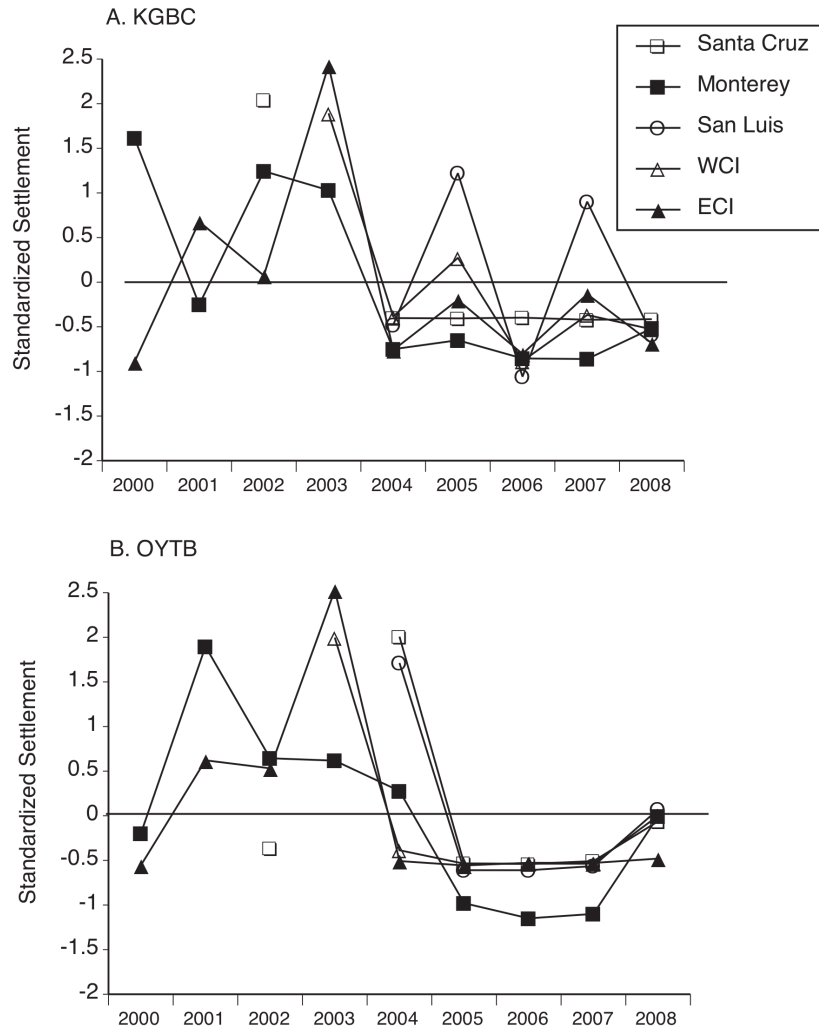 A. KGBC
Santa Cruz
Monterey
San Luis
WCI
ECI
Standardized Settlement
2.5
2
1.5
1
0.5
0
-0.5
-1
-1.5
-2
2000 2001 2002 2003 2004 2005 2006 2007 2008
B. OYTB
Standardized Settlement
2.5
2
1.5
1
0.5
0
-0.5
-1
-1.5
-2
2000 2001 2002 2003 2004 2005 2006 2007 2008